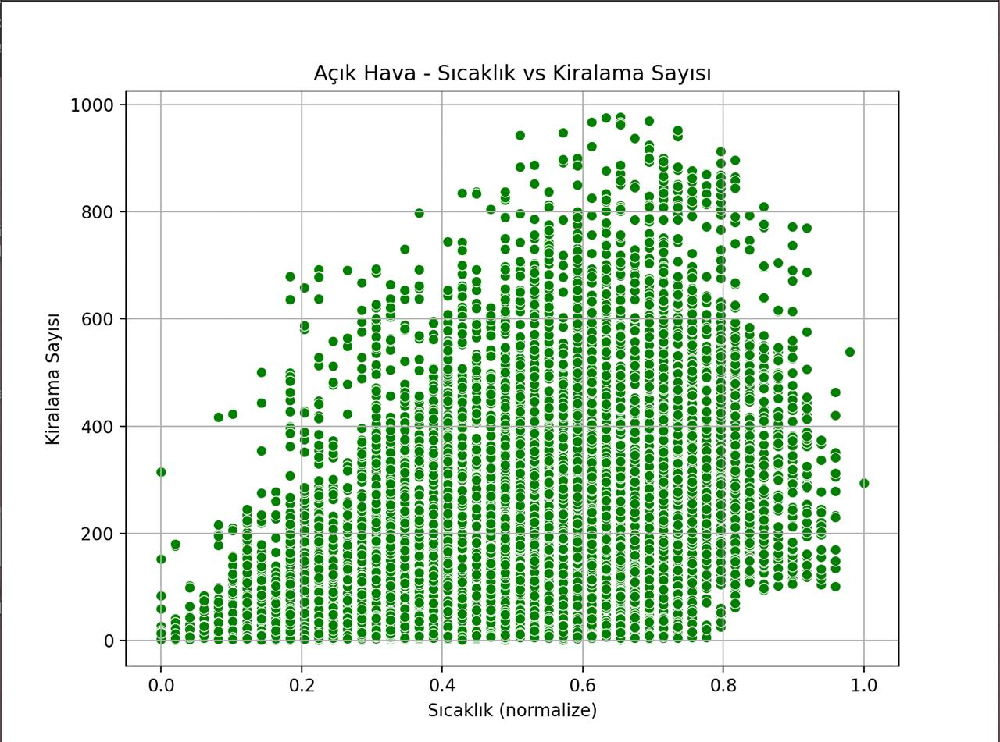 Açık Hava - Sıcaklık vs Kiralama Sayısı
1000
800
600
400
200
0
Kiralama Sayısı
0.0 0.2 0.4 0.6 0.8 1.0
Sıcaklık (normalize)